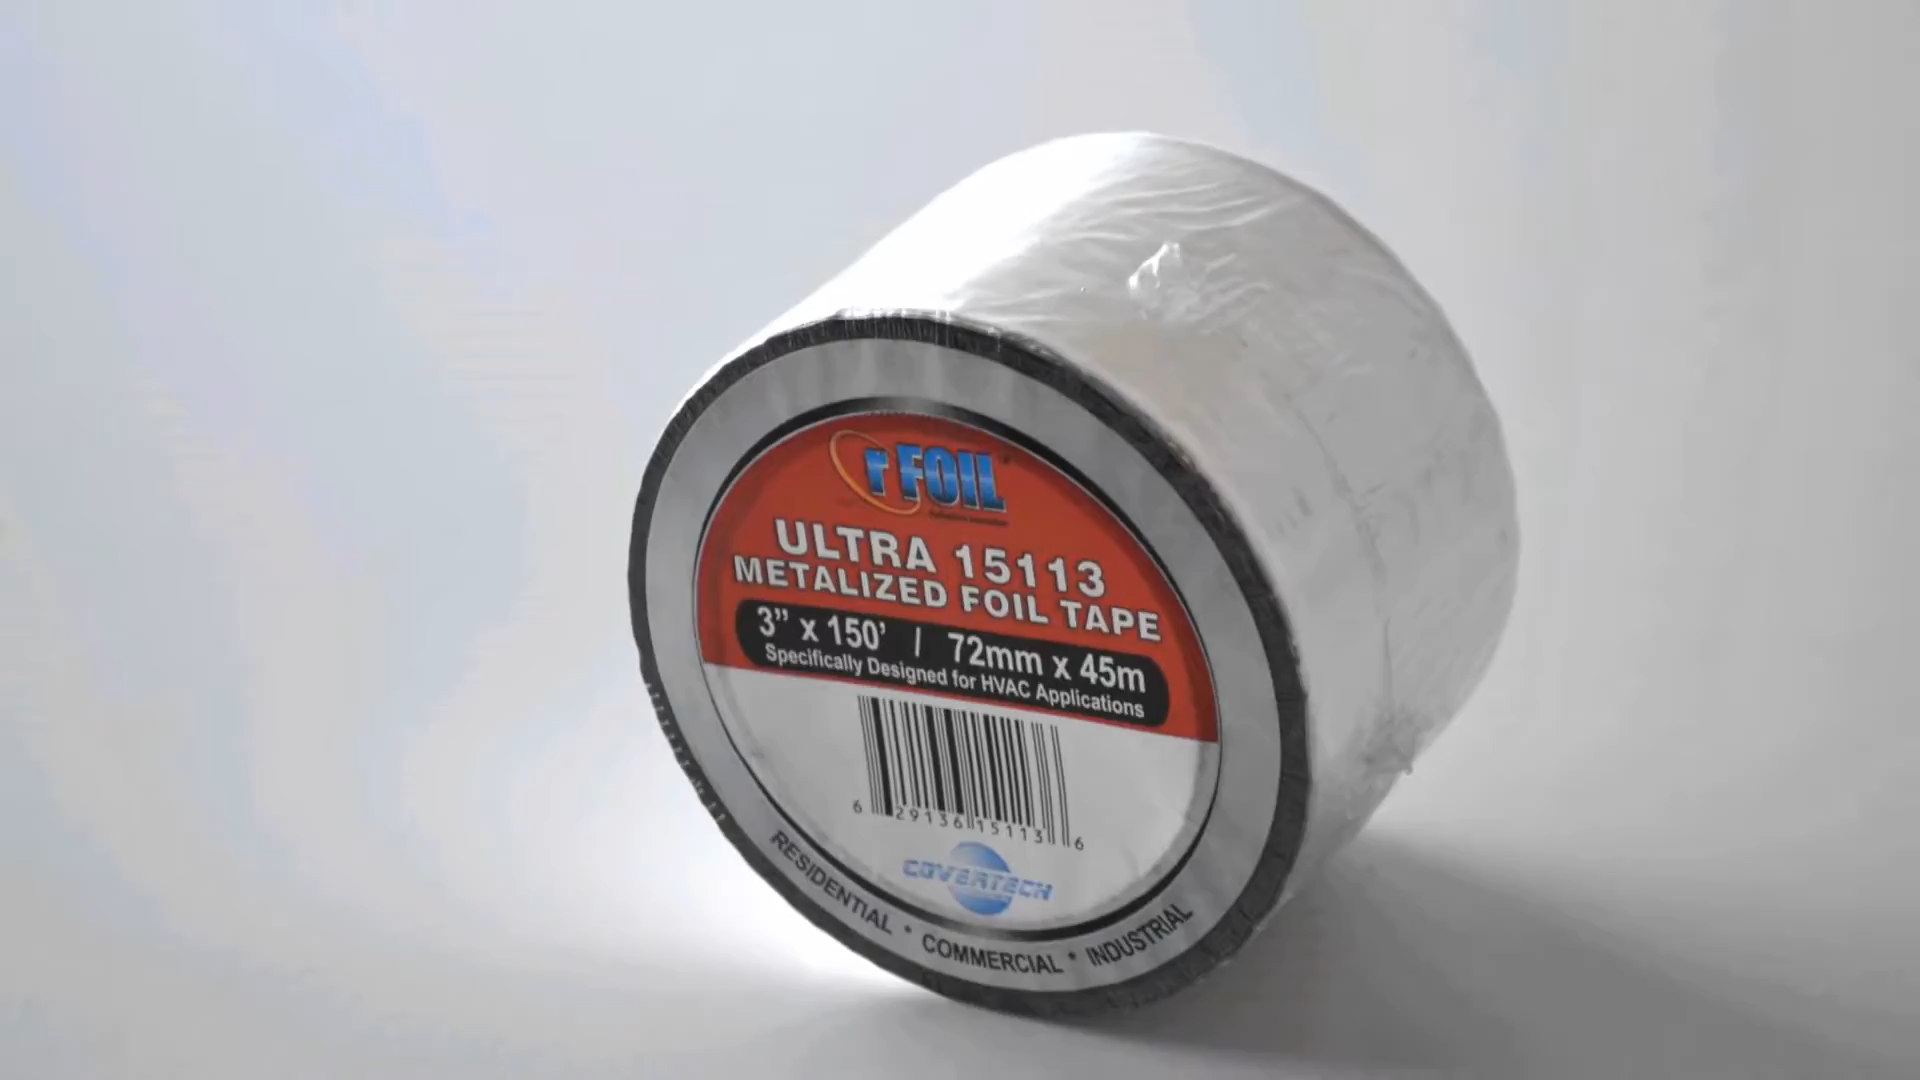 rFOIL
ULTRA 15113
METALIZED FOIL TAPE
3” x 150’ / 72mm x 45m
Specifically Designed for HVAC Applications
6 29136 15113 6
COVERTECH
RESIDENTIAL * COMMERCIAL * INDUSTRIAL